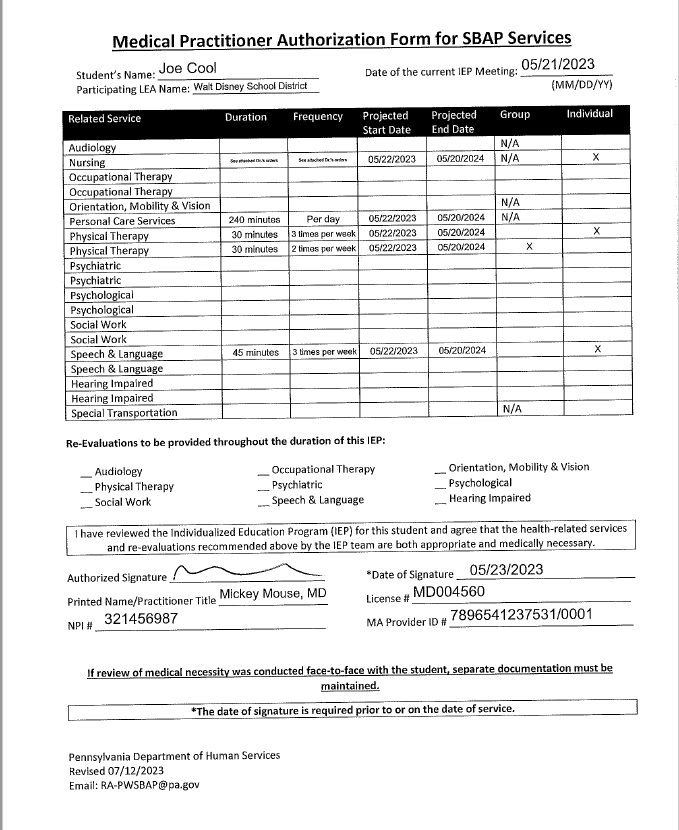 Medical Practitioner Authorization Form for SBAP Services
Student's Name: Joe Cool
Date of the current IEP Meeting: 05/21/2023
Participating LEA Name: Walt Disney School District
(MM/DD/YY)
Related Service Duration Frequency Projected Start Date Projected End Date Group Individual
Audiology N/A
Nursing See attached Dr.'s orders See attached Dr.'s orders 05/22/2023 05/20/2024 N/A X
Occupational Therapy
Occupational Therapy
Orientation, Mobility & Vision N/A
Personal Care Services 240 minutes Per day 05/22/2023 05/20/2024 N/A
Physical Therapy 30 minutes 3 times per week 05/22/2023 05/20/2024 X
Physical Therapy 30 minutes 2 times per week 05/22/2023 05/20/2024 X
Psychiatric
Psychiatric
Psychological
Psychological
Social Work
Social Work
Speech & Language 45 minutes 3 times per week 05/22/2023 05/20/2024 X
Speech & Language
Hearing Impaired
Hearing Impaired
Special Transportation N/A
Re-Evaluations to be provided throughout the duration of this IEP:
__ Audiology __ Occupational Therapy __ Orientation, Mobility & Vision
__ Physical Therapy __ Psychiatric __ Psychological
__ Social Work __ Speech & Language __ Hearing Impaired
I have reviewed the Individualized Education Program (IEP) for this student and agree that the health-related services
and re-evaluations recommended above by the IEP team are both appropriate and medically necessary.
Authorized Signature
*Date of Signature 05/23/2023
Printed Name/Practitioner Title Mickey Mouse, MD
License # MD004560
NPI # 321456987
MA Provider ID # 7896541237531/0001
If review of medical necessity was conducted face-to-face with the student, separate documentation must be
maintained.
*The date of signature is required prior to or on the date of service.
Pennsylvania Department of Human Services
Revised 07/12/2023
Email: RA-PWSBAP@pa.gov